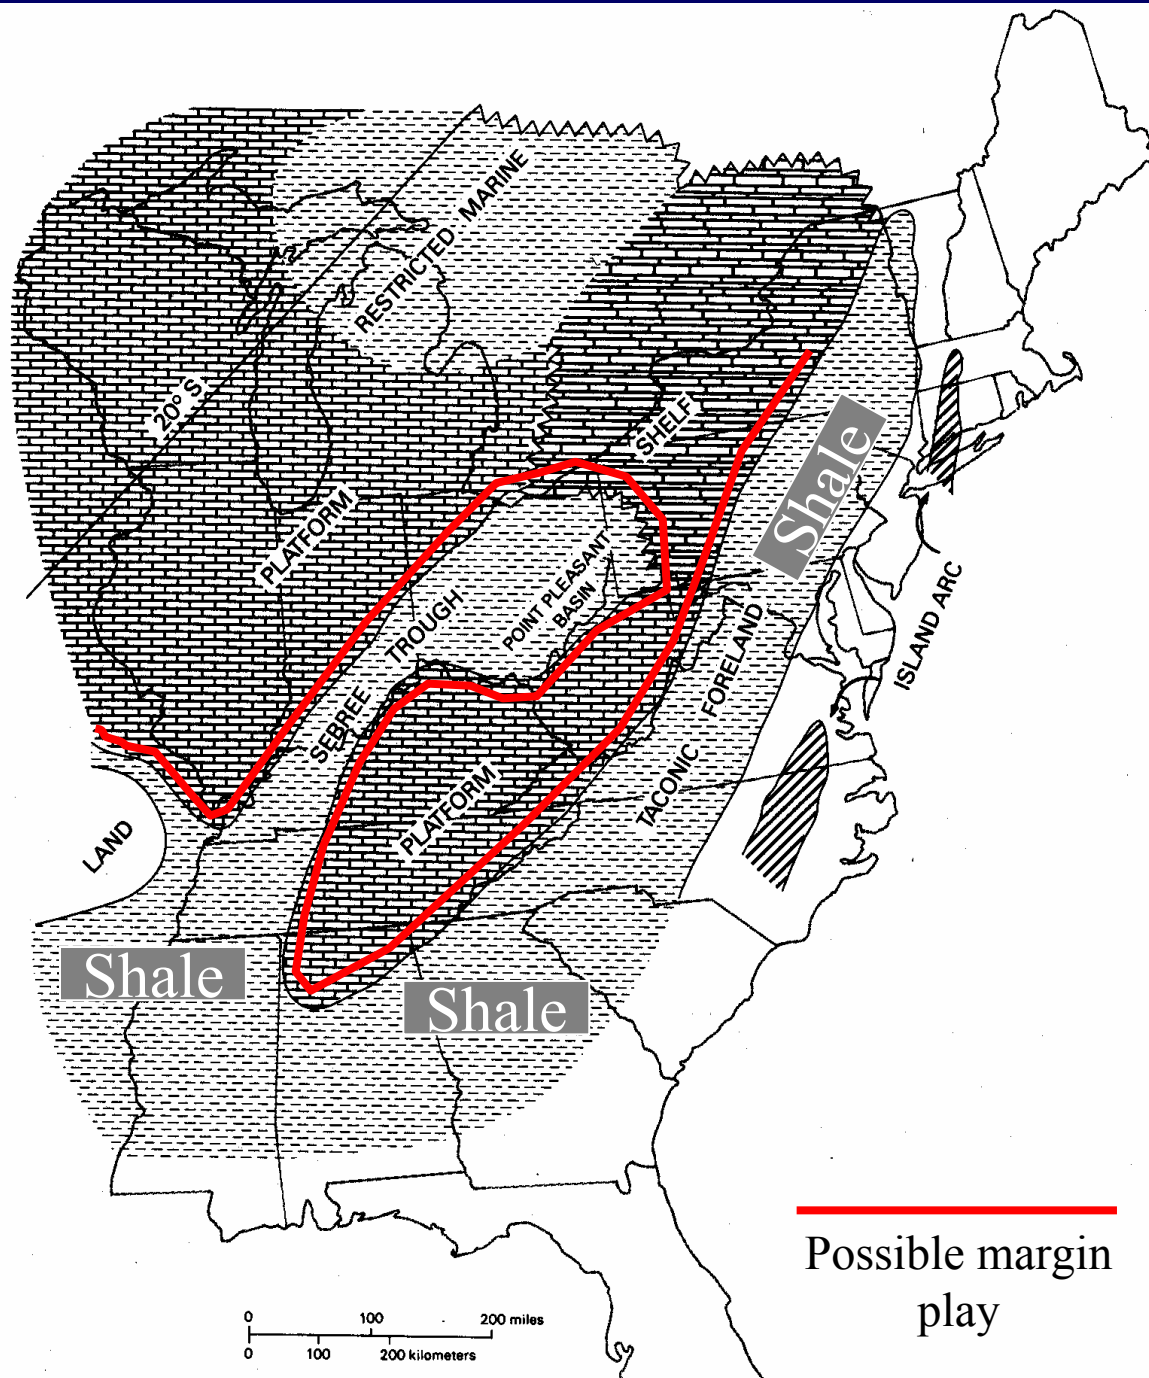 RESTRICTED MARINE
20° S
SHELF
PLATFORM
Shale
POINT PLEASANT
BASIN
SEBREE TROUGH
ISLAND ARC
TACONIC FORELAND
PLATFORM
LAND
Shale
Shale
Possible margin
play
0 100 200 miles
0 100 200 kilometers